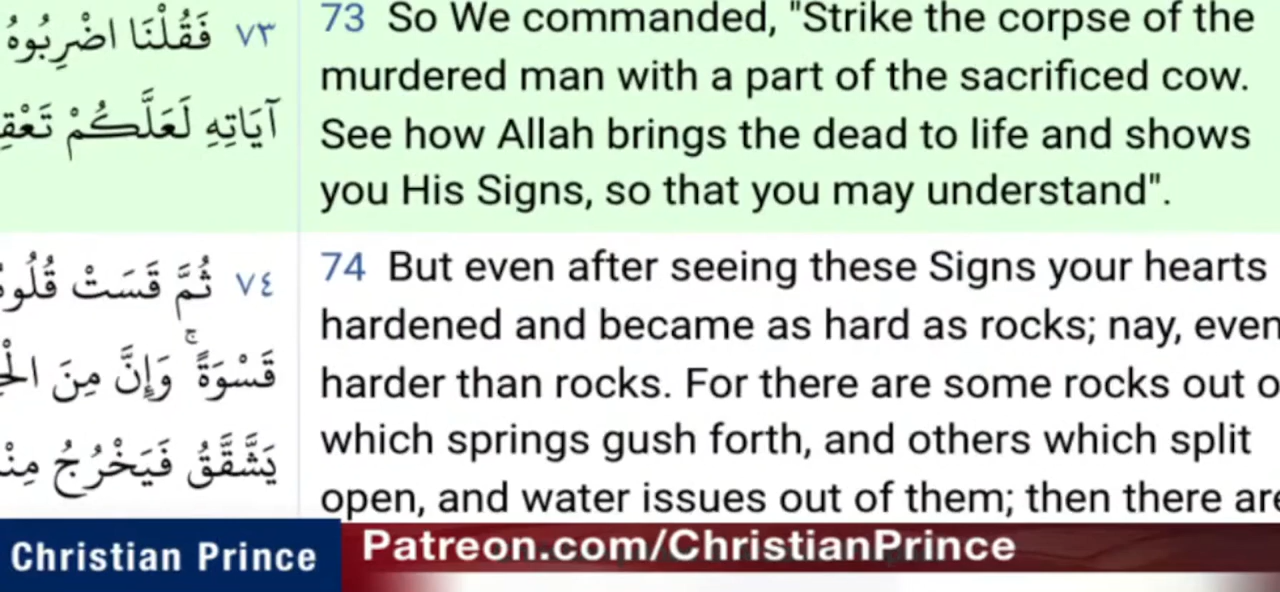 ٧٣ فَقُلْنَا اضْرِبُوهُ
آيَاتِهِ لَعَلَّكُمْ
٧٤ ثُمَّ قَسَتْ
قَسْوَةً ۚ وَإِنَّ مِنَ
يَشَّقَّقُ فَيَخْرُجُ
73 So We commanded, "Strike the corpse of the
murdered man with a part of the sacrificed cow.
See how Allah brings the dead to life and shows
you His Signs, so that you may understand".
74 But even after seeing these Signs your hearts
hardened and became as hard as rocks; nay, even
harder than rocks. For there are some rocks out o
which springs gush forth, and others which split
open, and water issues out of them; then there are
Christian Prince
Patreon.com/ChristianPrince